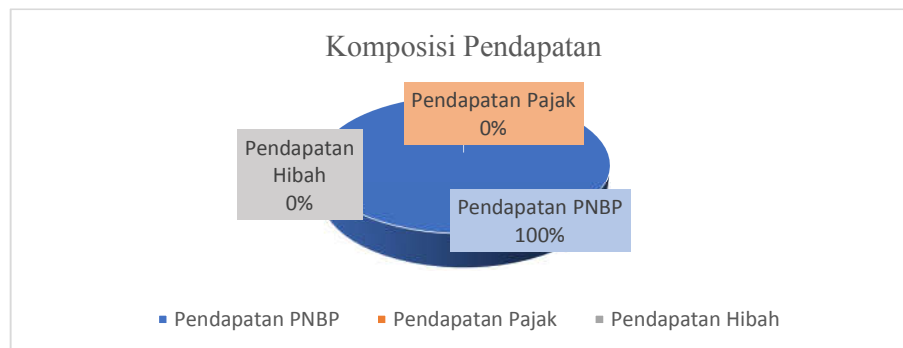 Komposisi Pendapatan
Pendapatan Pajak
0%
Pendapatan
Hibah
0%
Pendapatan PNBP
100%
Pendapatan PNBP
Pendapatan Pajak
Pendapatan Hibah